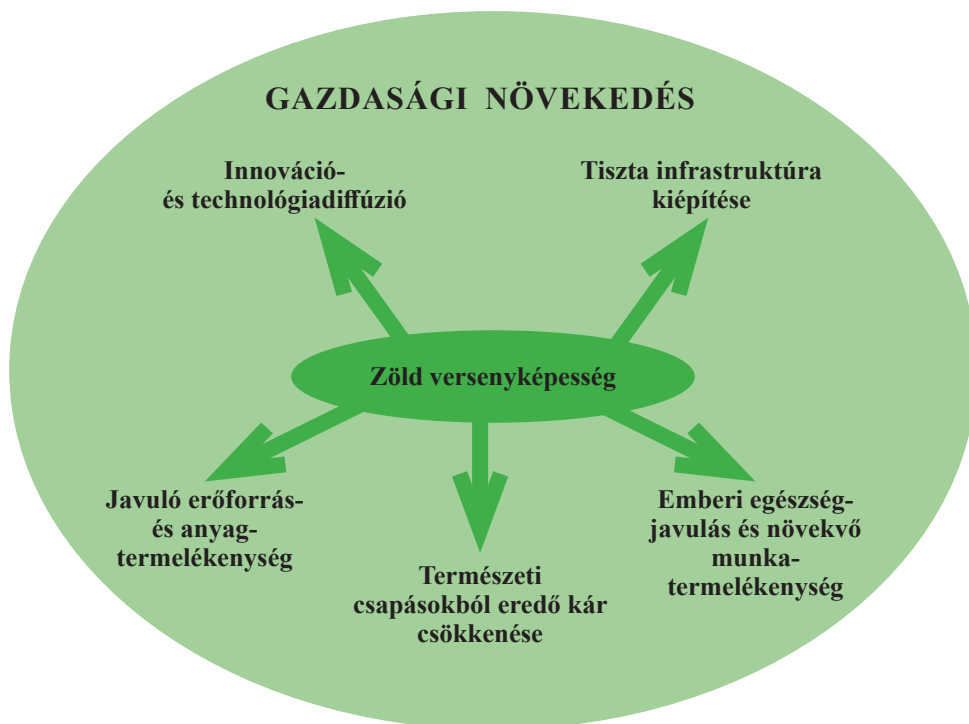 GAZDASÁGI NÖVEKEDÉS
Innováció-
és technológiadiffúzió
Tiszta infrastruktúra
kiépítése
Zöld versenyképesség
Javuló erőforrás-
és anyag-
termelékenység
Természeti
csapásokból eredő kár
csökkenése
Emberi egészség-
javulás és növekvő
munka-
termelékenység